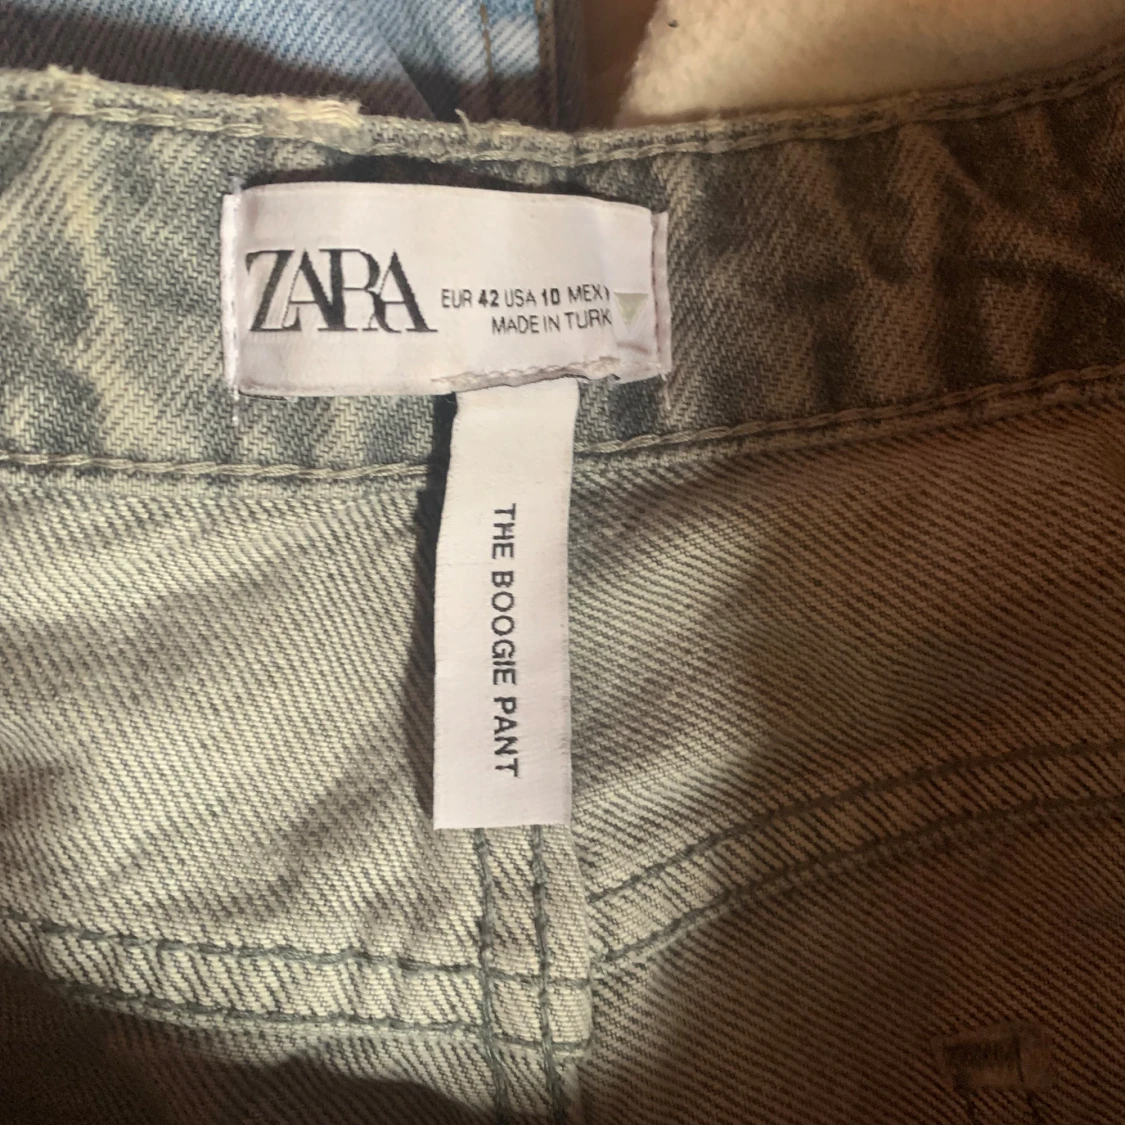 ZARA
EUR 42 USA 10 MEX
MADE IN TURK
THE BOOGIE PANT